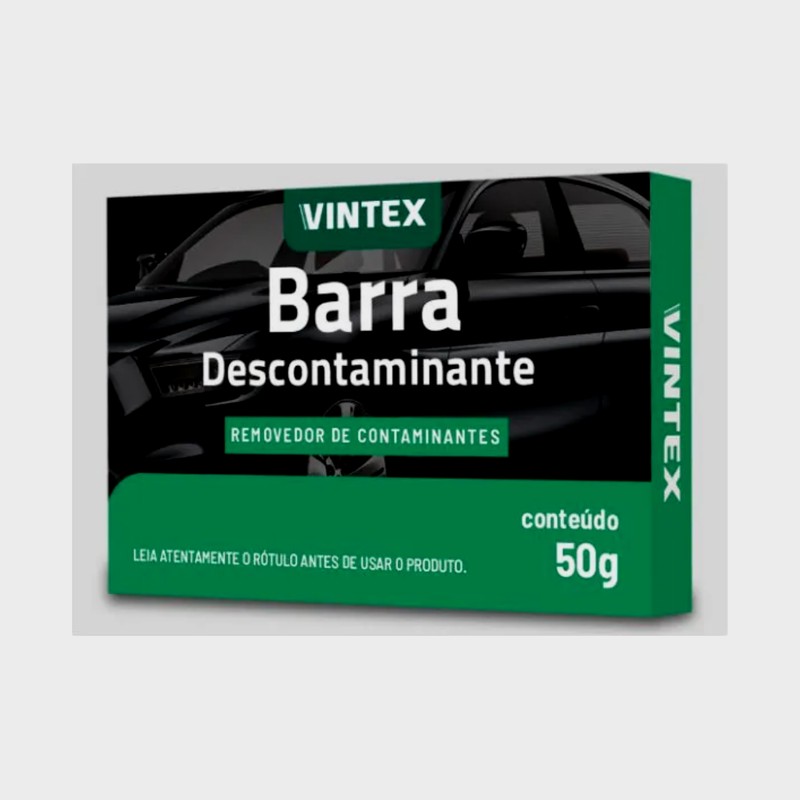 VINTEX
Barra
Descontaminante
REMOVEDOR DE CONTAMINANTES
conteúdo
50g
LEIA ATENTAMENTE O RÓTULO ANTES DE USAR O PRODUTO.
VINTEX